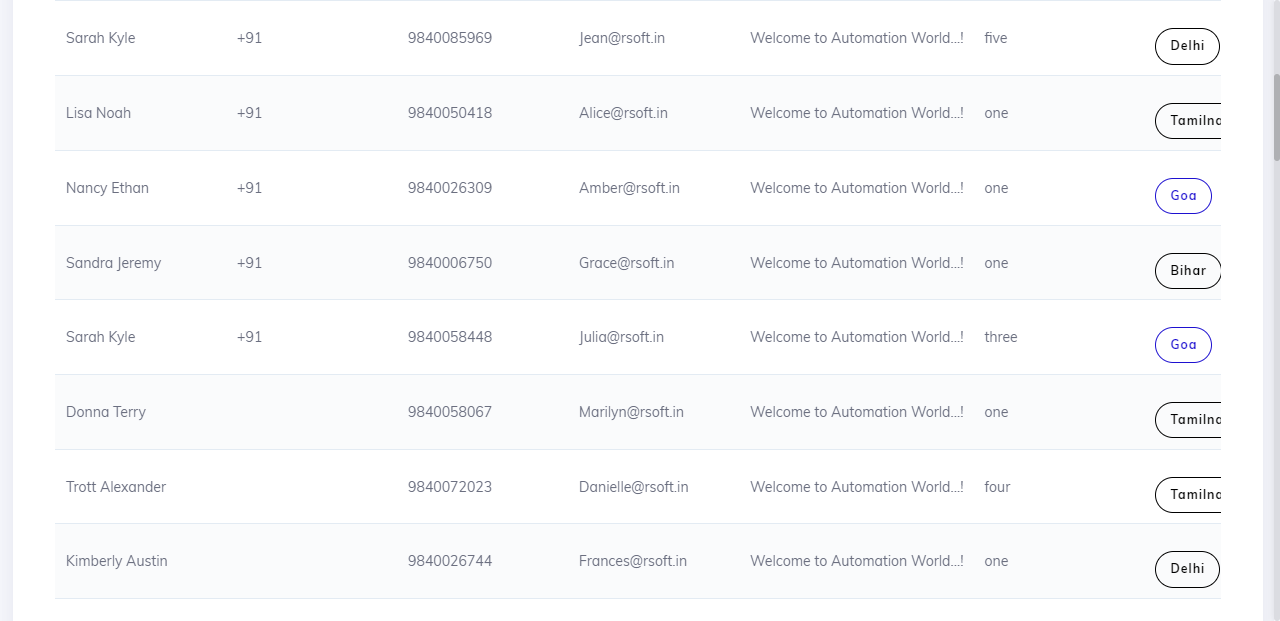 Sarah Kyle +91 9840085969 Jean@rsoft.in Welcome to Automation World...! five Delhi
Lisa Noah +91 9840050418 Alice@rsoft.in Welcome to Automation World...! one
Nancy Ethan +91 9840026309 Amber@rsoft.in Welcome to Automation World...! one Goa
Sandra Jeremy +91 9840006750 Grace@rsoft.in Welcome to Automation World...! one Bihar
Sarah Kyle +91 9840058448 Julia@rsoft.in Welcome to Automation World...! three Goa
Donna Terry 9840058067 Marilyn@rsoft.in Welcome to Automation World...! one
Trott Alexander 9840072023 Danielle@rsoft.in Welcome to Automation World...! four
Kimberly Austin 9840026744 Frances@rsoft.in Welcome to Automation World...! one Delhi